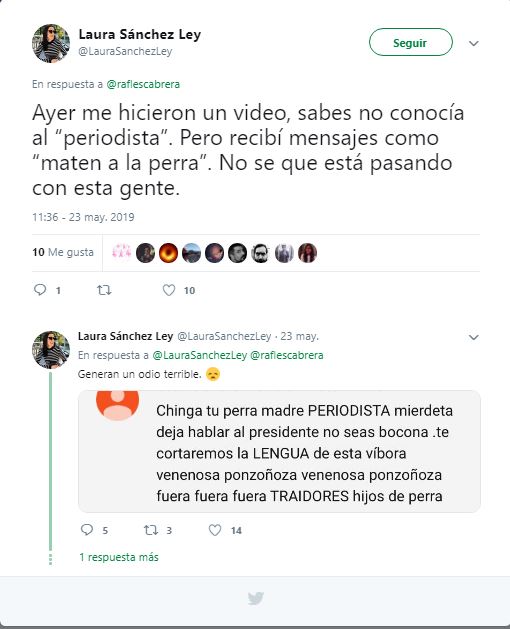 Laura Sánchez Ley
@LauraSanchezLey
Seguir
En respuesta a @raflescabrera
Ayer me hicieron un video, sabes no conocía
al “periodista”. Pero recibí mensajes como
“maten a la perra”. No se que está pasando
con esta gente.
11:36 - 23 may. 2019
10 Me gusta
1 10
Laura Sánchez Ley @LauraSanchezLey · 23 may.
En respuesta a @LauraSanchezLey @raflescabrera
Generan un odio terrible. 😞
Chinga tu perra madre PERIODISTA mierdeta
deja hablar al presidente no seas bocona .te
cortaremos la LENGUA de esta víbora
venenosa ponzoñoza venenosa ponzoñoza
fuera fuera fuera TRAIDORES hijos de perra
5 3 14
1 respuesta más